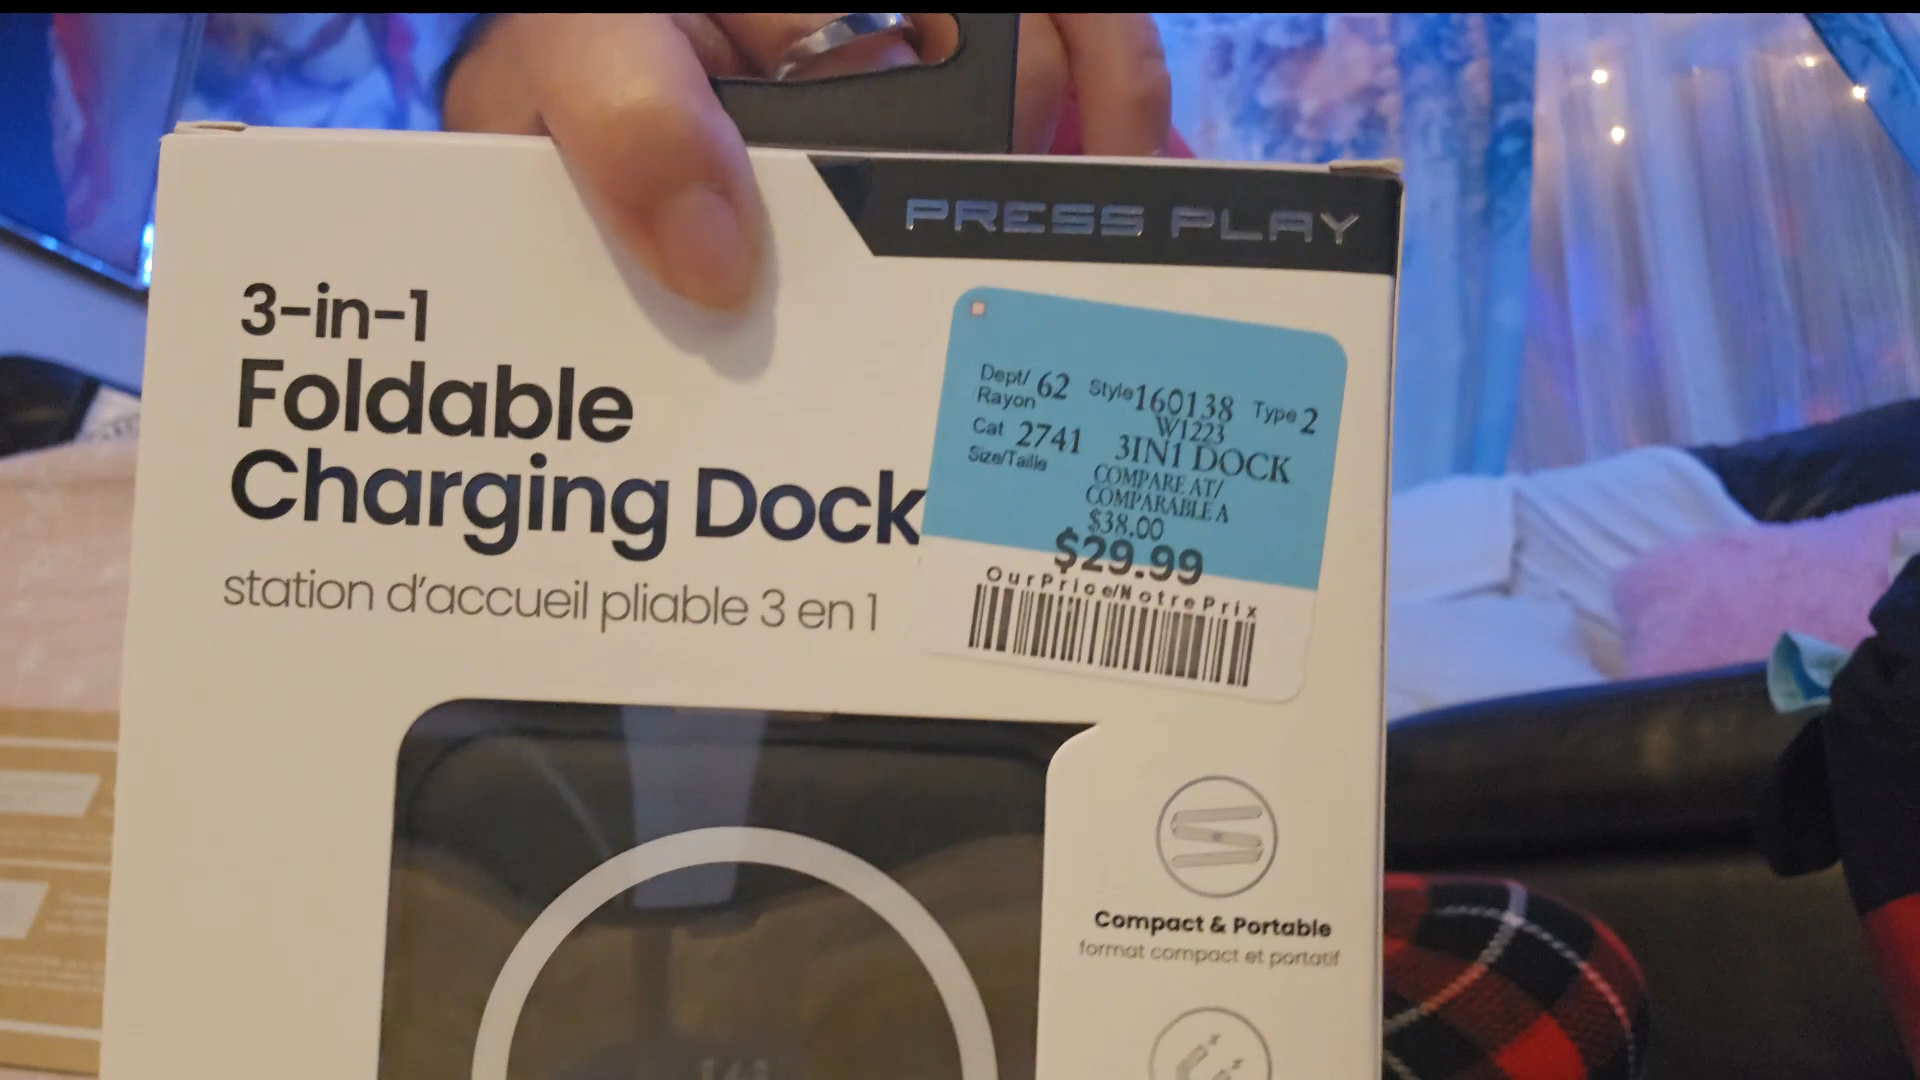 PRESS PLAY
3-in-1
Foldable
Charging Dock
station d'accueil pliable 3 en 1
Dept/ Rayon 62 Style 160138 Type 2
W1223
Cat 2741 3IN1 DOCK
Size/Taille
COMPARE AT/
COMPARABLE A
$38.00
$29.99
OurPrice/NotrePrix
Compact & Portable
format compact et portatif